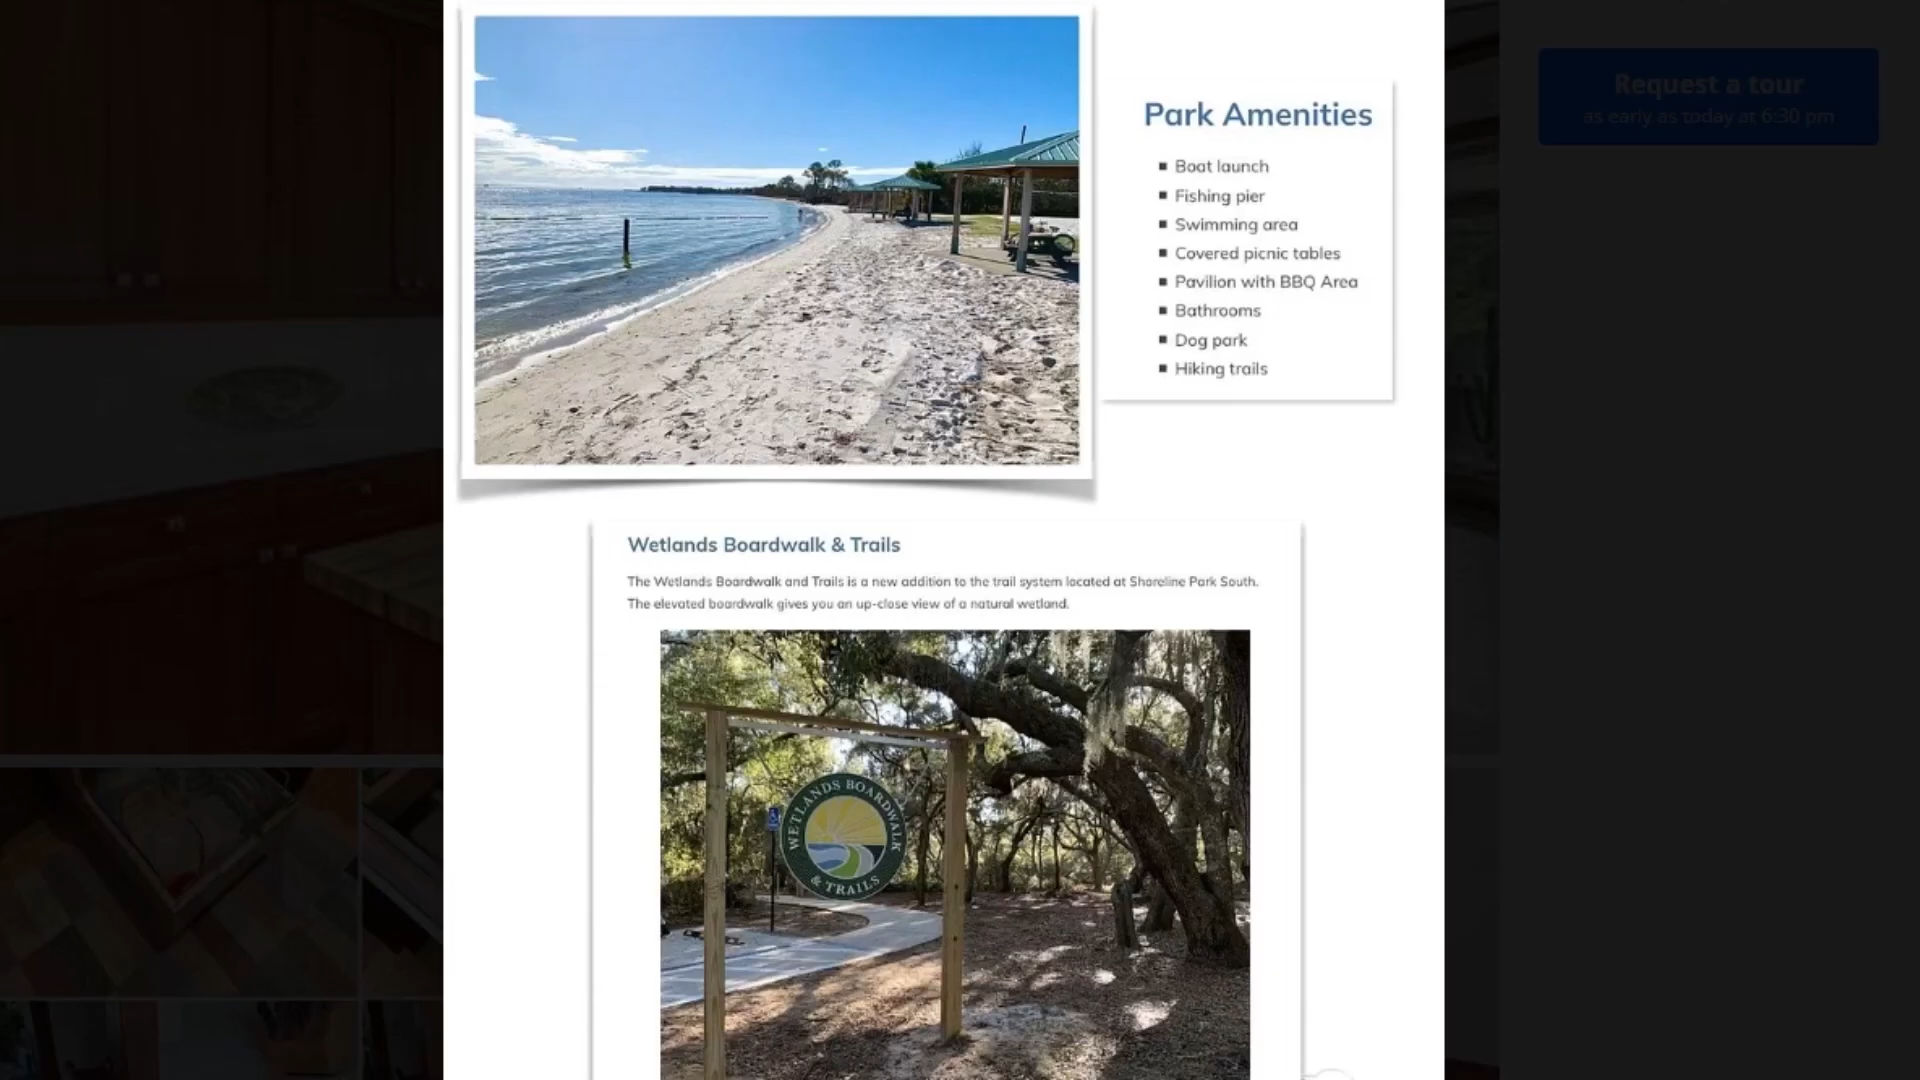 Request a tour
as early as today at 6:30 pm
Park Amenities
Boat launch
Fishing pier
Swimming area
Covered picnic tables
Pavilion with BBQ Area
Bathrooms
Dog park
Hiking trails
Wetlands Boardwalk & Trails
The Wetlands Boardwalk and Trails is a new addition to the trail system located at Shoreline Park South.
The elevated boardwalk gives you an up-close view of a natural wetland.
WETLANDS BOARDWALK
& TRAILS